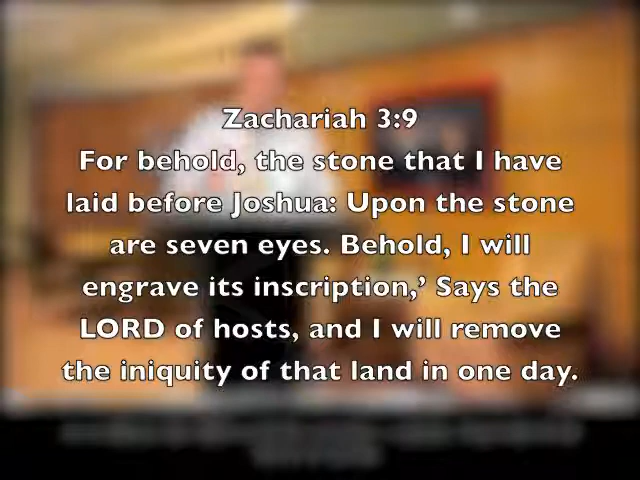 Zachariah 3:9
For behold, the stone that I have
laid before Joshua: Upon the stone
are seven eyes. Behold, I will
engrave its inscription,’ Says the
LORD of hosts, and I will remove
the iniquity of that land in one day.